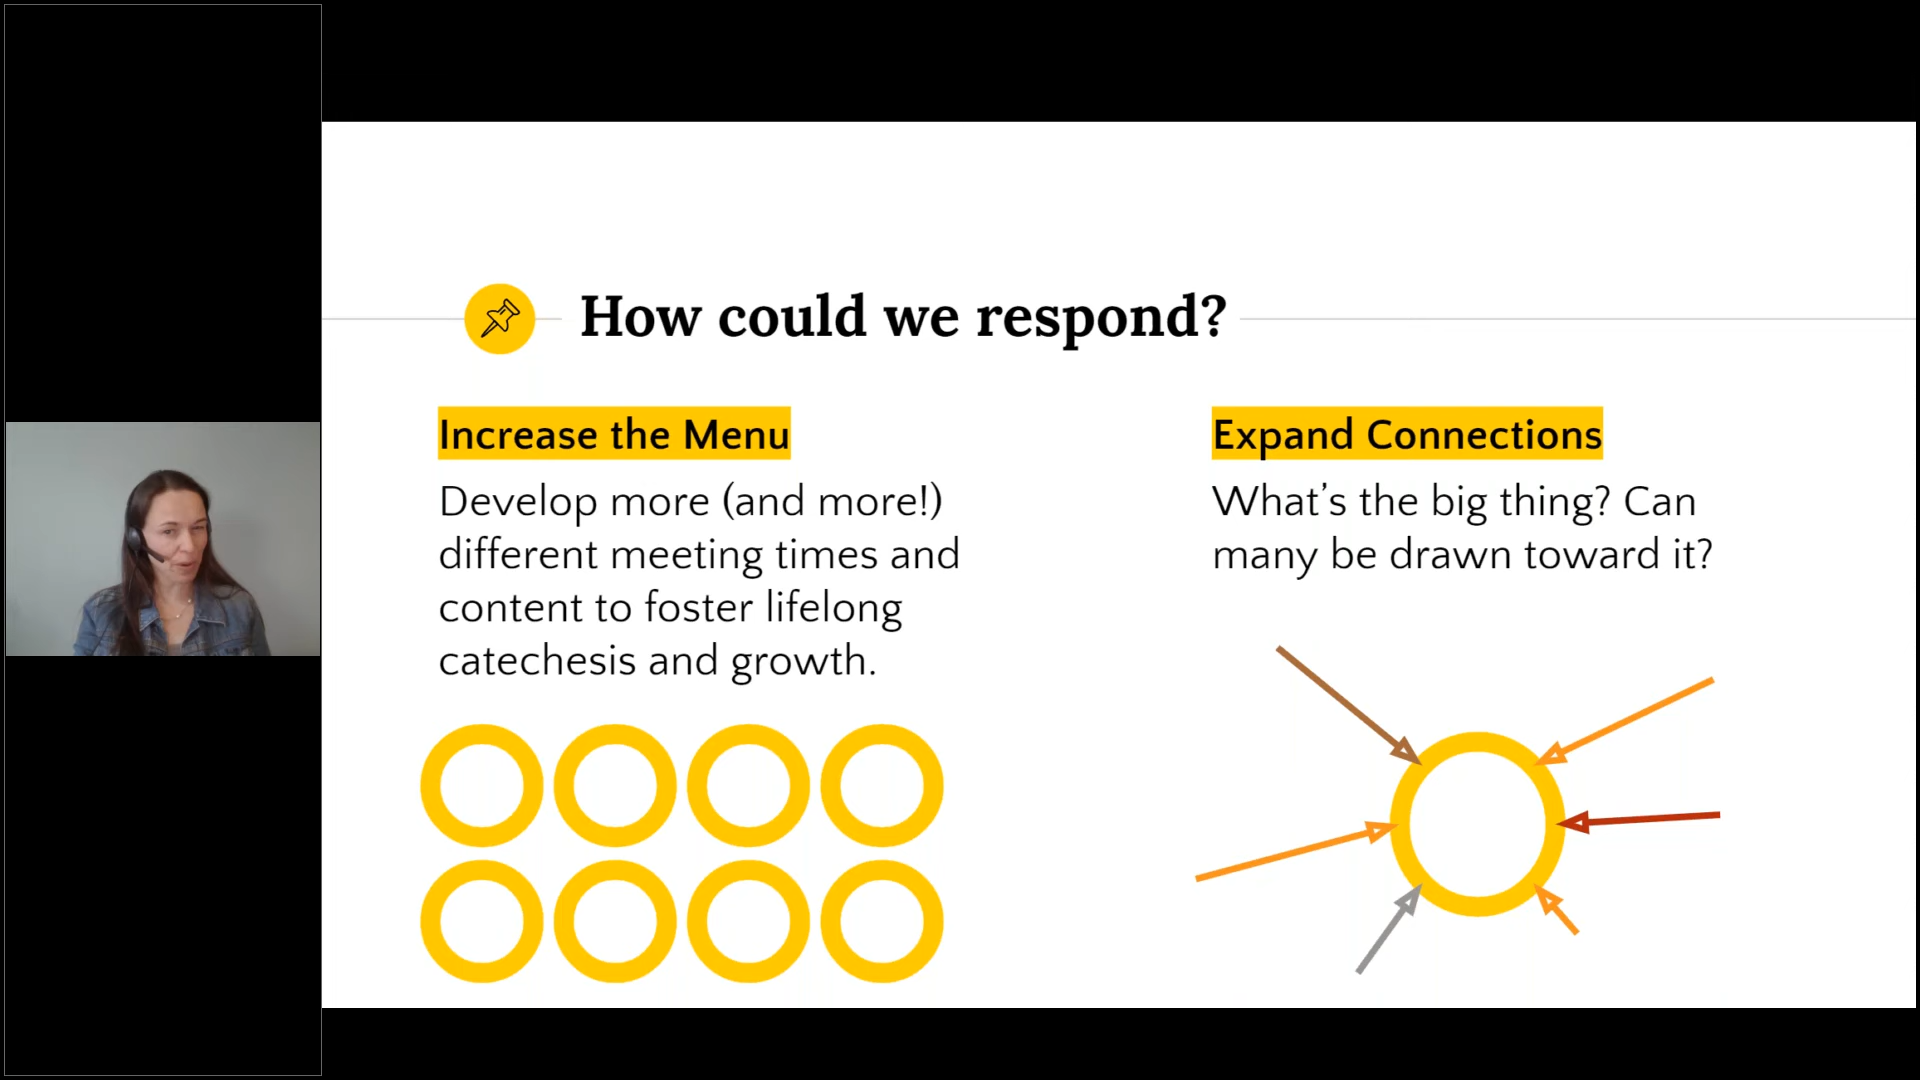 How could we respond?
Increase the Menu
Develop more (and more!)
different meeting times and
content to foster lifelong
catechesis and growth.
Expand Connections
What's the big thing? Can
many be drawn toward it?